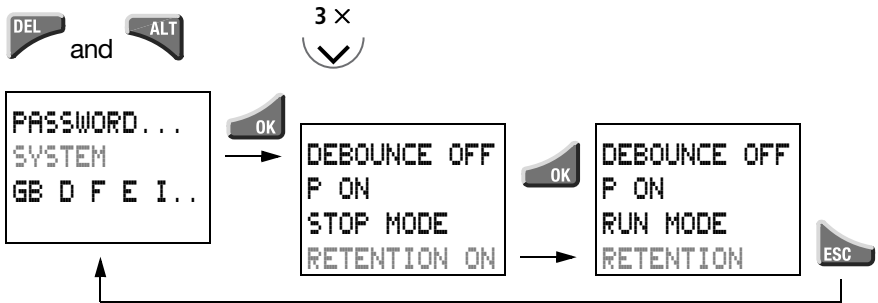 DEL and ALT
3 ×
PASSWORD...
SYSTEM
GB D F E I..
OK
DEBOUNCE OFF
P ON
STOP MODE
RETENTION ON
OK
DEBOUNCE OFF
P ON
RUN MODE
RETENTION
ESC